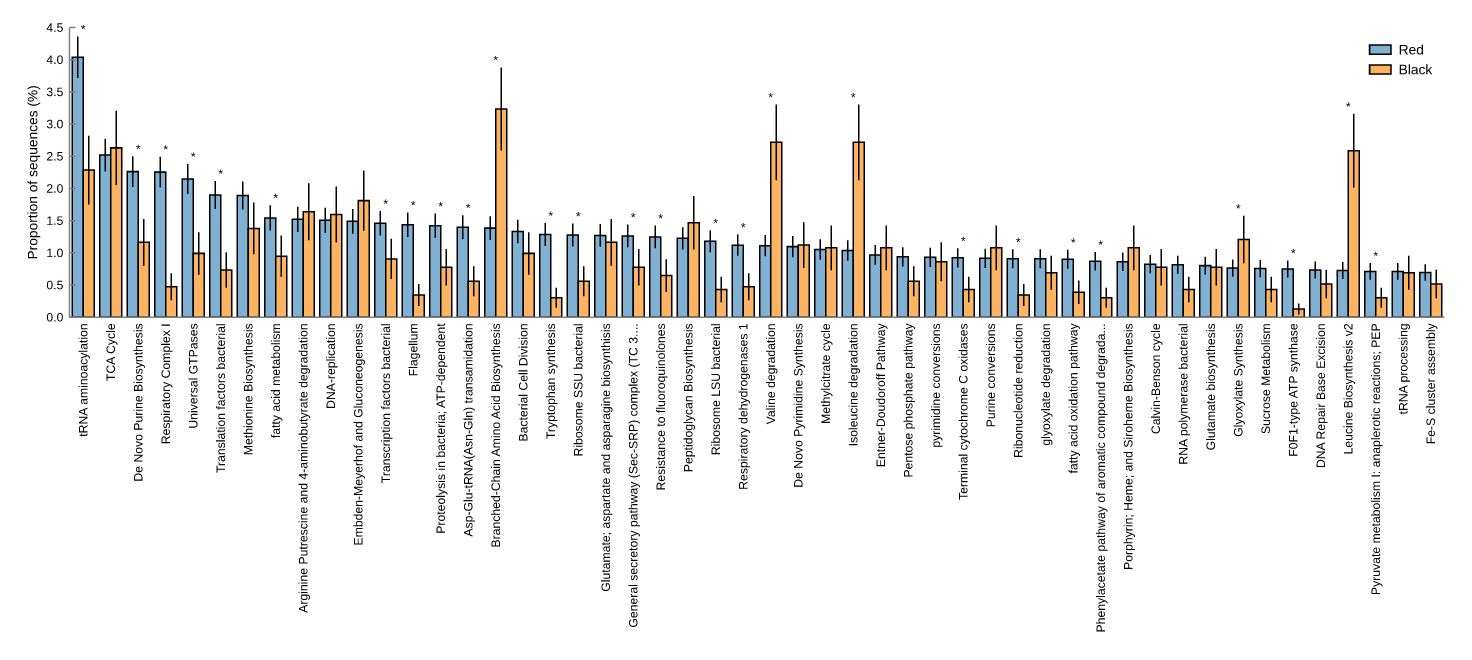 Proportion of sequences (%)
4.5
4.0
3.5
3.0
2.5
2.0
1.5
1.0
0.5
0.0
Red
Black
* * * * * * * * * * * * * * * * * * * * * * * * * * * *
tRNA aminoacylation
TCA Cycle
De Novo Purine Biosynthesis
Respiratory Complex I
Universal GTPases
Translation factors bacterial
Methionine Biosynthesis
fatty acid metabolism
Arginine Putrescine and 4-aminobutyrate degradation
DNA-replication
Embden-Meyerhof and Gluconeogenesis
Transcription factors bacterial
Flagellum
Proteolysis in bacteria; ATP-dependent
Asp-Glu-tRNA(Asn-Gln) transamidation
Branched-Chain Amino Acid Biosynthesis
Bacterial Cell Division
Tryptophan synthesis
Ribosome SSU bacterial
Glutamate; aspartate and asparagine biosynthisis
General secretory pathway (Sec-SRP) complex (TC 3....
Resistance to fluoroquinolones
Peptidoglycan Biosynthesis
Ribosome LSU bacterial
Respiratory dehydrogenases 1
Valine degradation
De Novo Pyrimidine Synthesis
Methylcitrate cycle
Isoleucine degradation
Entner-Doudoroff Pathway
Pentose phosphate pathway
pyrimidine conversions
Terminal cytochrome C oxidases
Purine conversions
Ribonucleotide reduction
glyoxylate degradation
fatty acid oxidation pathway
Phenylacetate pathway of aromatic compound degrada...
Porphyrin; Heme; and Siroheme Biosynthesis
Calvin-Benson cycle
RNA polymerase bacterial
Glutamate biosynthesis
Glyoxylate Synthesis
Sucrose Metabolism
F0F1-type ATP synthase
DNA Repair Base Excision
Leucine Biosynthesis v2
Pyruvate metabolism I: anaplerotic reactions; PEP
tRNA processing
Fe-S cluster assembly